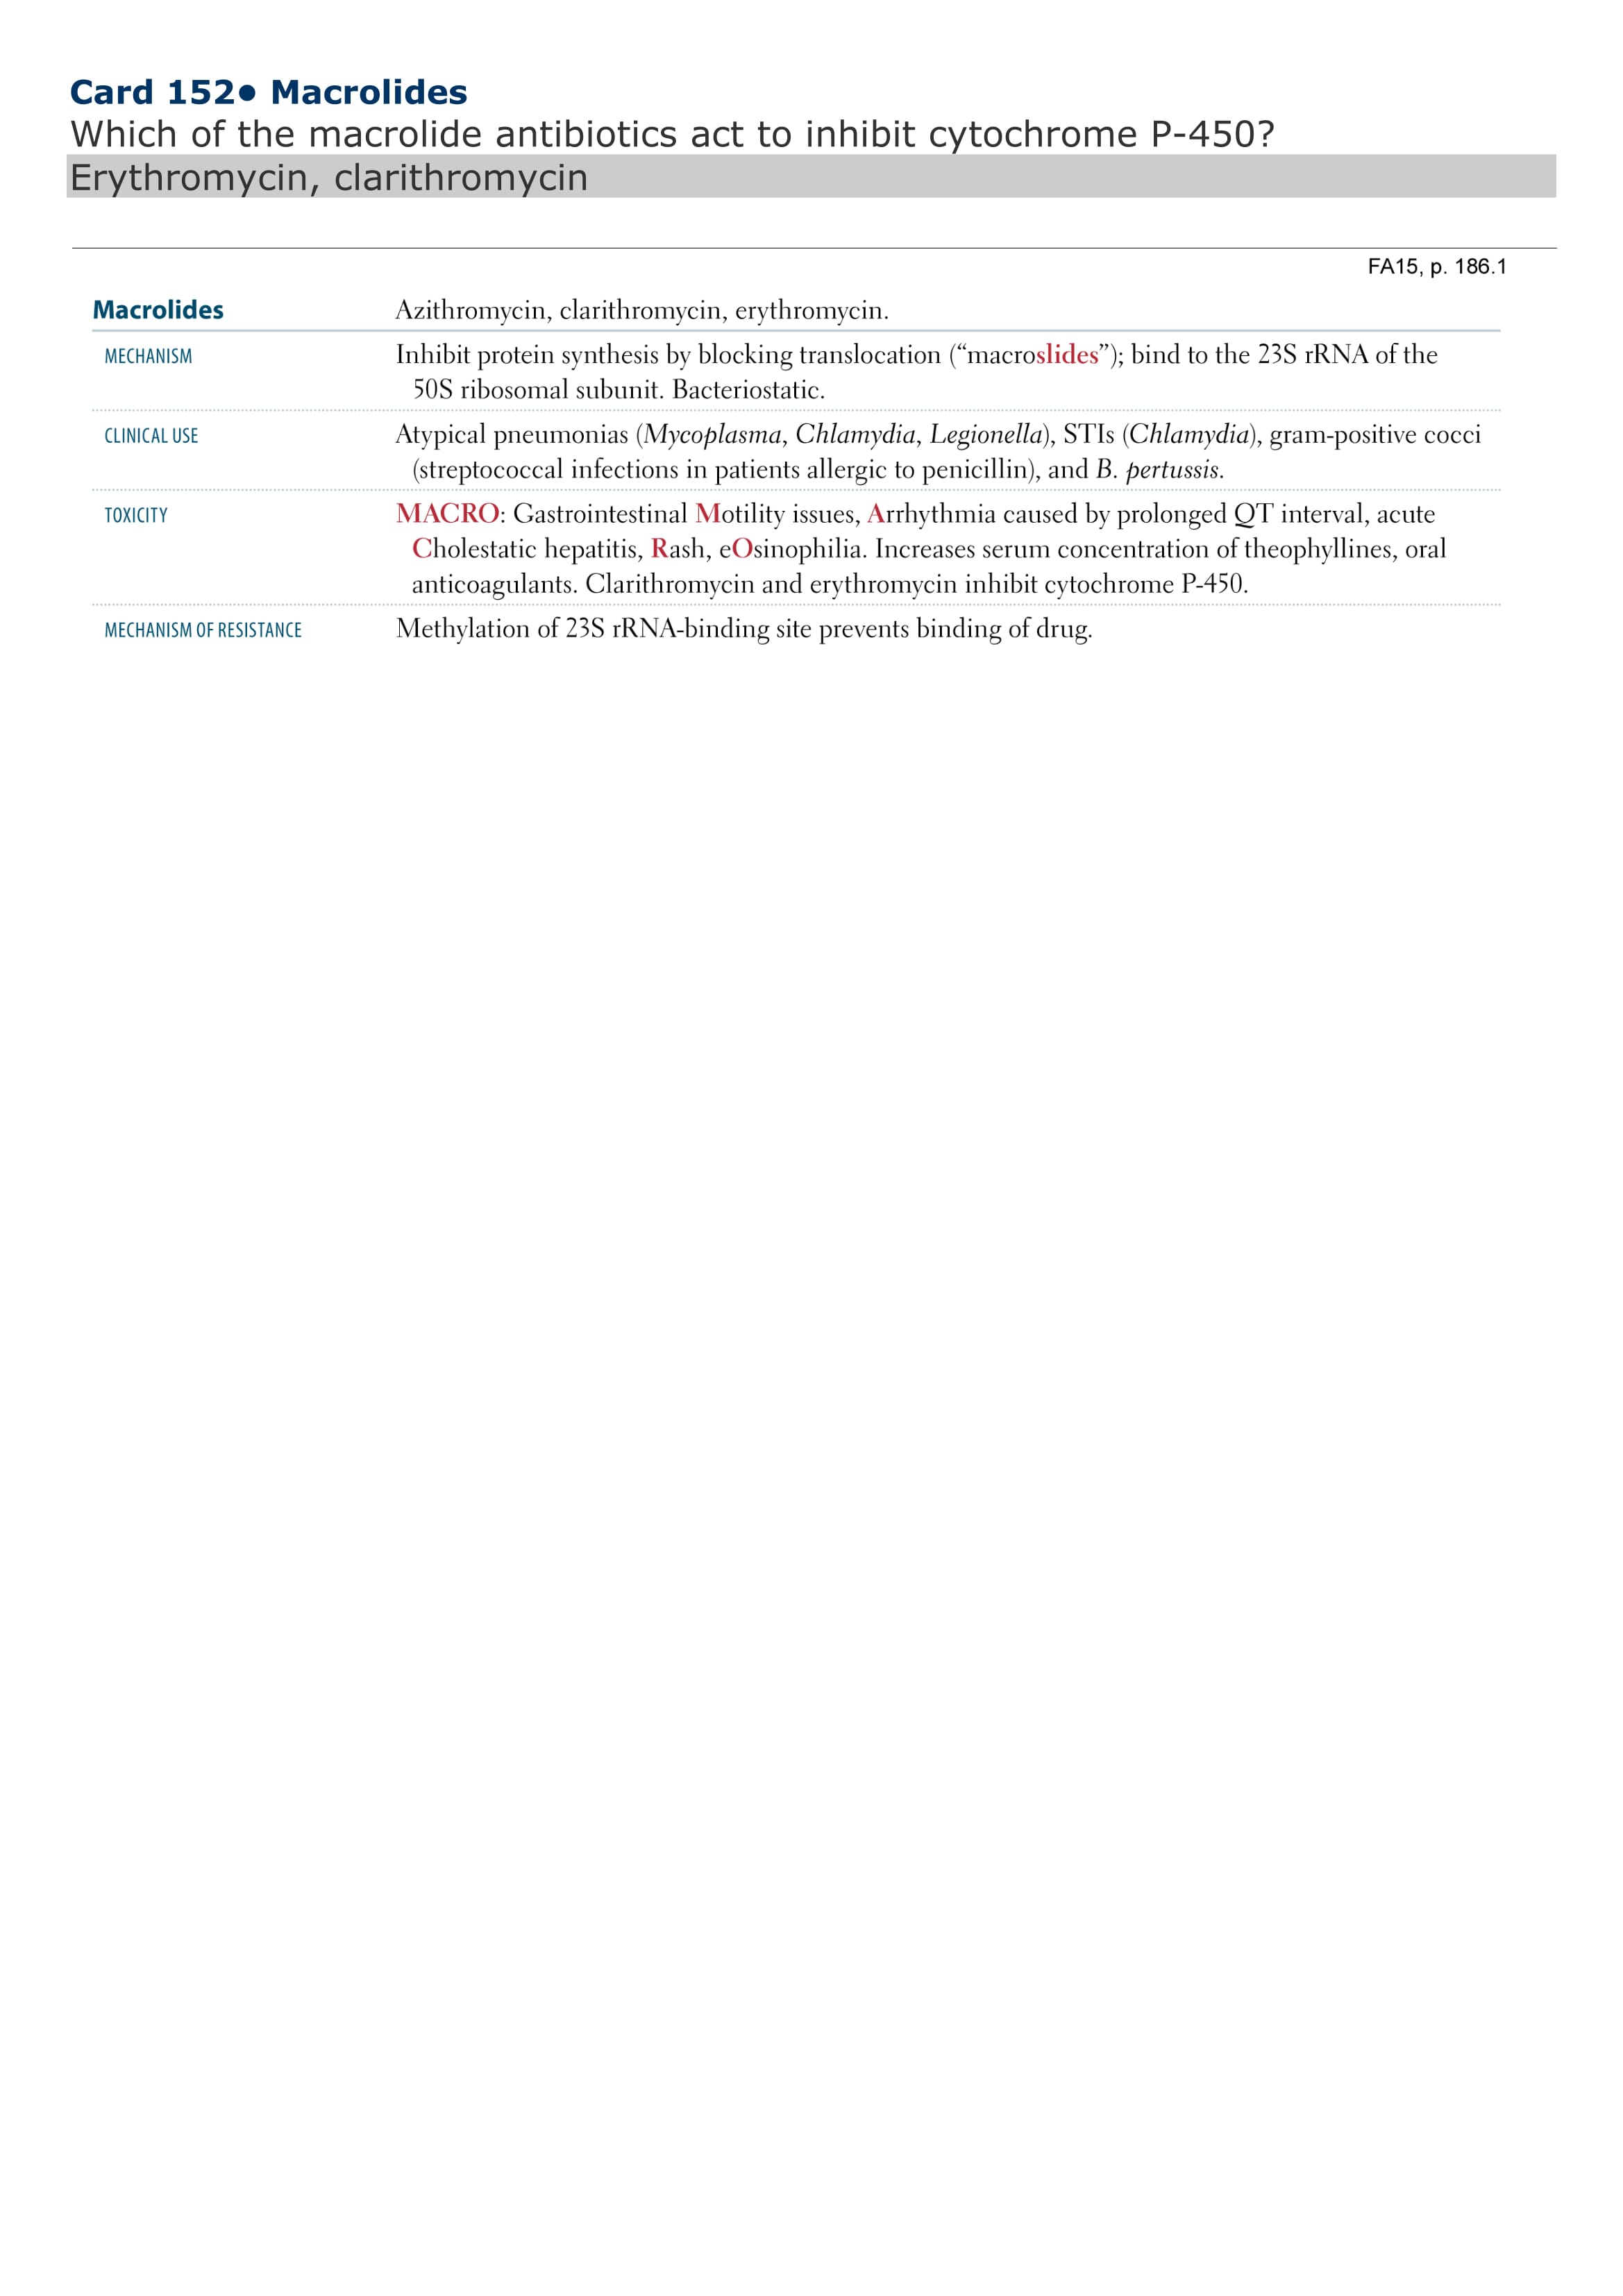 Card 152• Macrolides
Which of the macrolide antibiotics act to inhibit cytochrome P-450?
Erythromycin, clarithromycin
FA15, p. 186.1
Macrolides Azithromycin, clarithromycin, erythromycin.
MECHANISM Inhibit protein synthesis by blocking translocation (“macroslides”); bind to the 23S rRNA of the
50S ribosomal subunit. Bacteriostatic.
CLINICAL USE Atypical pneumonias (Mycoplasma, Chlamydia, Legionella), STIs (Chlamydia), gram-positive cocci
(streptococcal infections in patients allergic to penicillin), and B. pertussis.
TOXICITY MACRO: Gastrointestinal Motility issues, Arrhythmia caused by prolonged QT interval, acute
Cholestatic hepatitis, Rash, eOsinophilia. Increases serum concentration of theophyllines, oral
anticoagulants. Clarithromycin and erythromycin inhibit cytochrome P-450.
MECHANISM OF RESISTANCE Methylation of 23S rRNA-binding site prevents binding of drug.